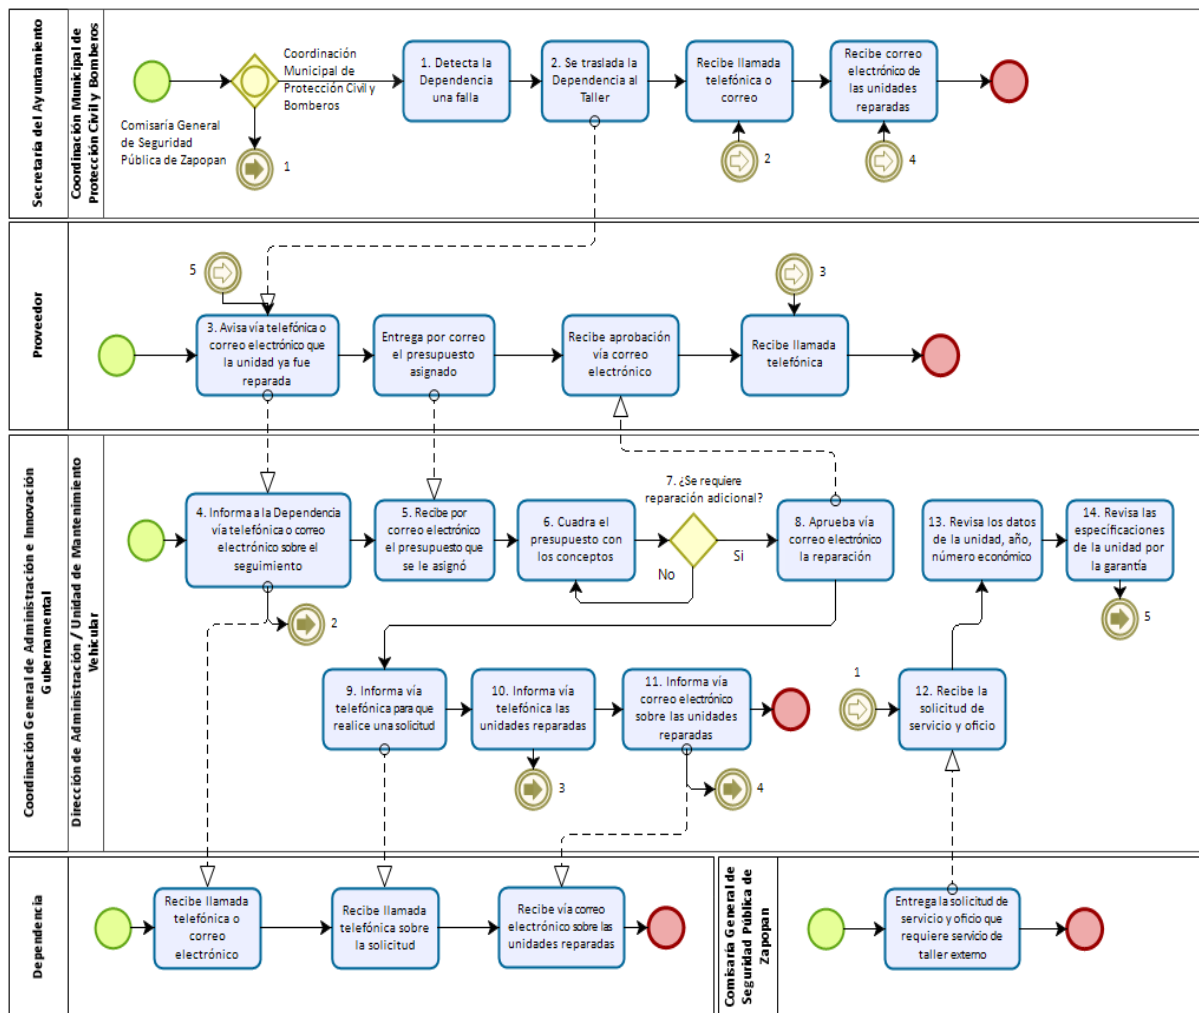 Secretaría del Ayuntamiento
Coordinación Municipal de
Protección Civil y Bomberos
Coordinación
Municipal de
Protección Civil y
Bomberos
Comisaría General
de Seguridad
Pública de Zapopan
1
1. Detecta la
Dependencia
una falla
2. Se traslada la
Dependencia al
Taller
Recibe llamada
telefónica o
correo
2
Recibe correo
electrónico de
las unidades
reparadas
4
Proveedor
5
3. Avisa vía telefónica o
correo electrónico que
la unidad ya fue
reparada
Entrega por correo
el presupuesto
asignado
Recibe aprobación
vía correo
electrónico
3
Recibe llamada
telefónica
Coordinación General de Administración e Innovación
Gubernamental
Dirección de Administración / Unidad de Mantenimiento
Vehicular
4. Informa a la Dependencia
vía telefónica o correo
electrónico sobre el
seguimiento
2
5. Recibe por
correo electrónico
el presupuesto que
se le asignó
6. Cuadra el
presupuesto con
los conceptos
7. ¿Se requiere
reparación adicional?
No
Si
8. Aprueba vía
correo electrónico
la reparación
13. Revisa los datos
de la unidad, año,
número económico
14. Revisa las
específicaciones
de la unidad por
la garantía
5
9. Informa vía
telefónica para que
realice una solicitud
10. Informa vía
telefónica las
unidades reparadas
3
11. Informa vía
correo electrónico
sobre las unidades
reparadas
4
1
12. Recibe la
solicitud de
servicio y oficio
Dependencia
Recibe llamada
telefónica o
correo
electrónico
Recibe llamada
telefónica sobre
la solicitud
Recibe vía correo
electrónico sobre las
unidades reparadas
Comisaría General de
Seguridad Pública de
Zapopan
Entrega la solicitud de
servicio y oficio que
requiere servicio de
taller externo